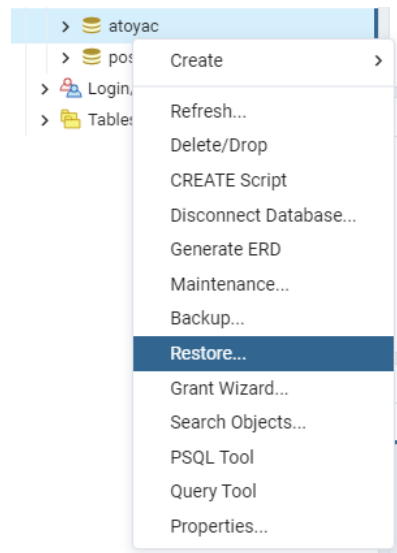 atoyac
pos
Login/
Tables
Create
Refresh...
Delete/Drop
CREATE Script
Disconnect Database...
Generate ERD
Maintenance...
Backup...
Restore...
Grant Wizard...
Search Objects...
PSQL Tool
Query Tool
Properties...